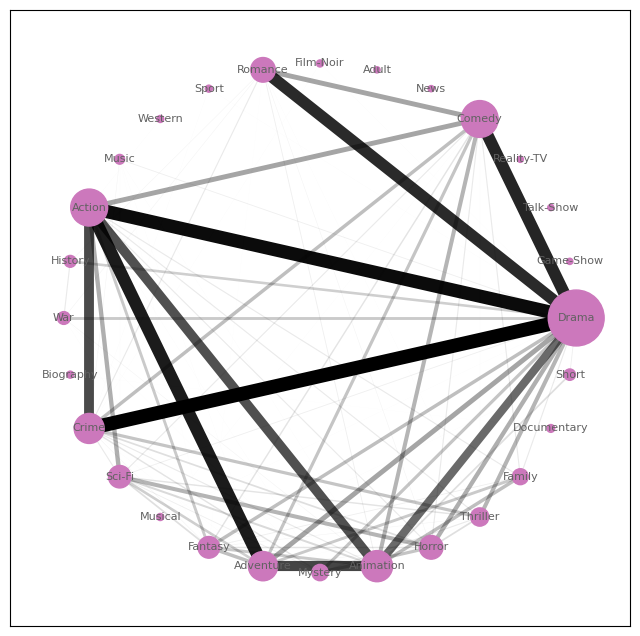 Film-Noir
Romance
Adult
Sport
News
Western
Comedy
Music
Reality-TV
Action
Talk-Show
History
Game-Show
War
Drama
Biography
Short
Crime
Documentary
Sci-Fi
Family
Musical
Thriller
Fantasy
Horror
Adventure
Animation
Mystery